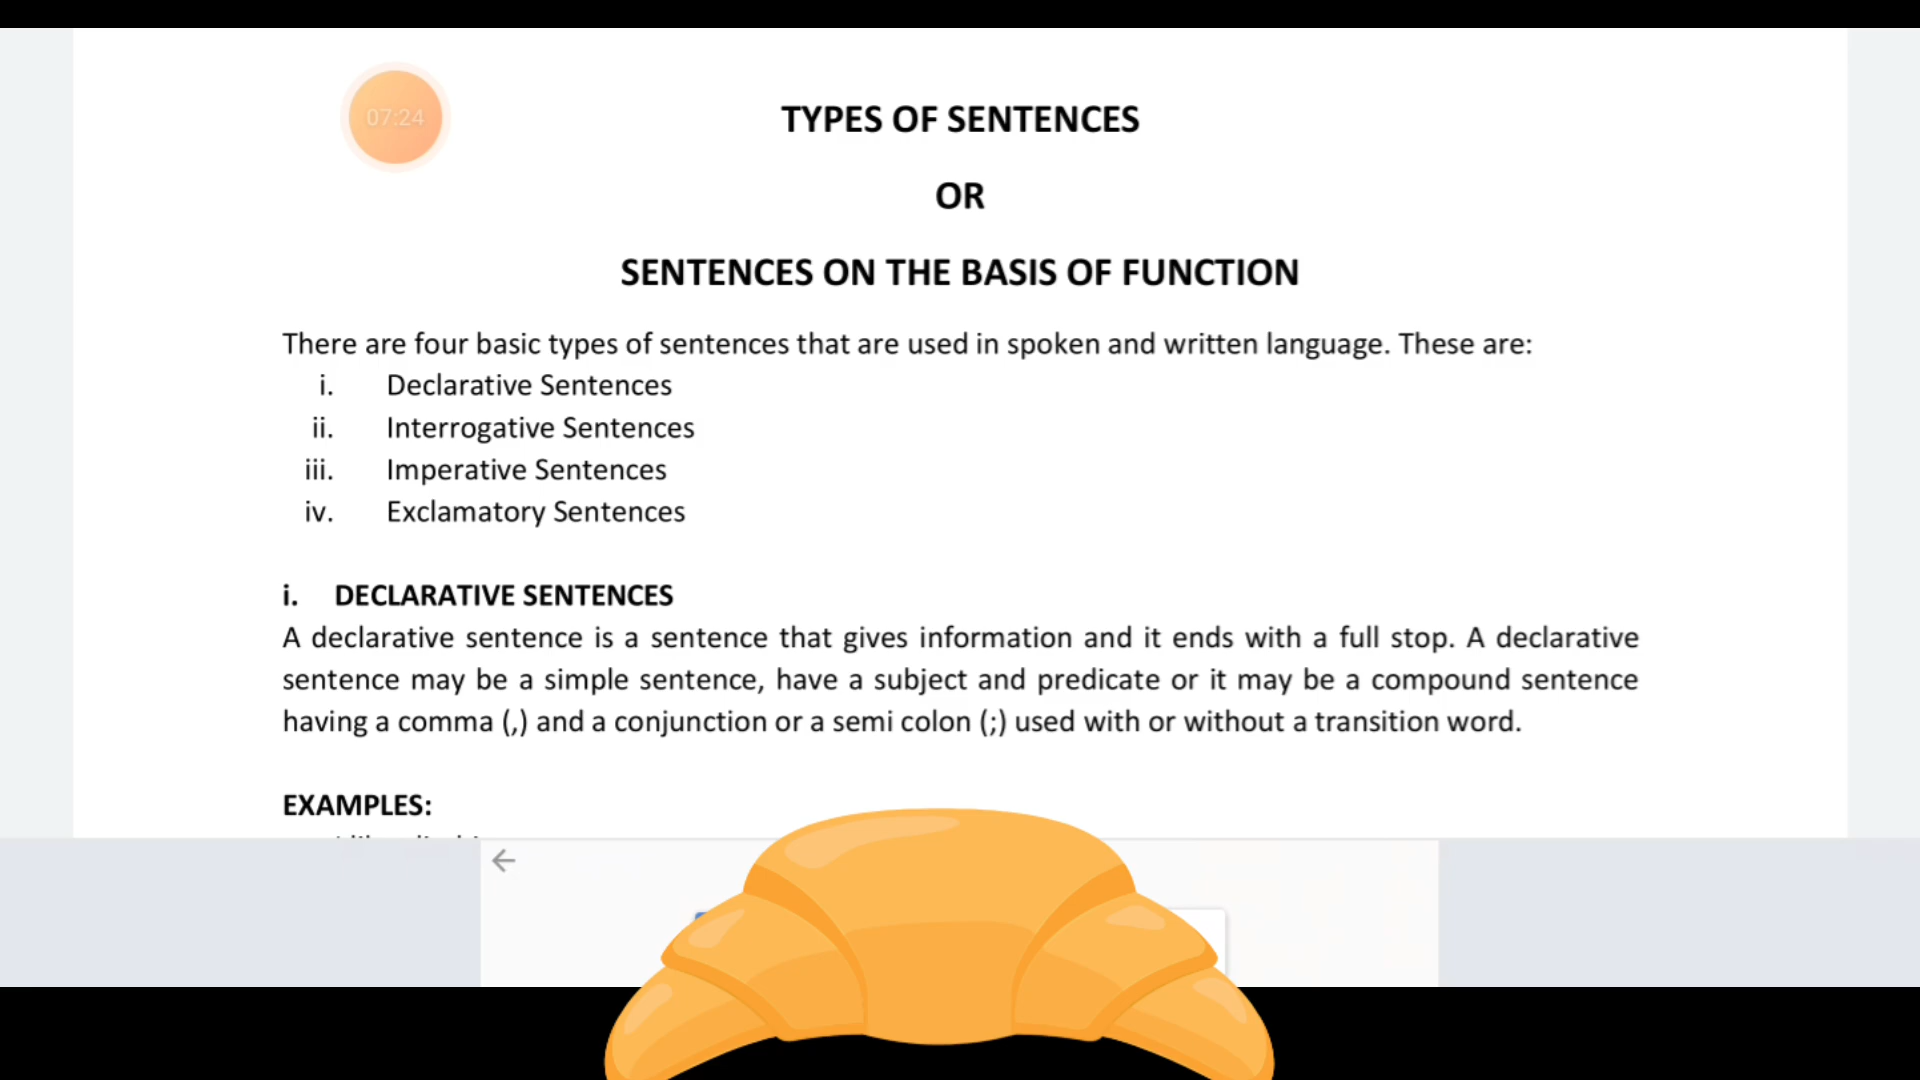 07:24
TYPES OF SENTENCES
OR
SENTENCES ON THE BASIS OF FUNCTION
There are four basic types of sentences that are used in spoken and written language. These are:
i. Declarative Sentences
ii. Interrogative Sentences
iii. Imperative Sentences
iv. Exclamatory Sentences
i. DECLARATIVE SENTENCES
A declarative sentence is a sentence that gives information and it ends with a full stop. A declarative
sentence may be a simple sentence, have a subject and predicate or it may be a compound sentence
having a comma (,) and a conjunction or a semi colon (;) used with or without a transition word.
EXAMPLES: